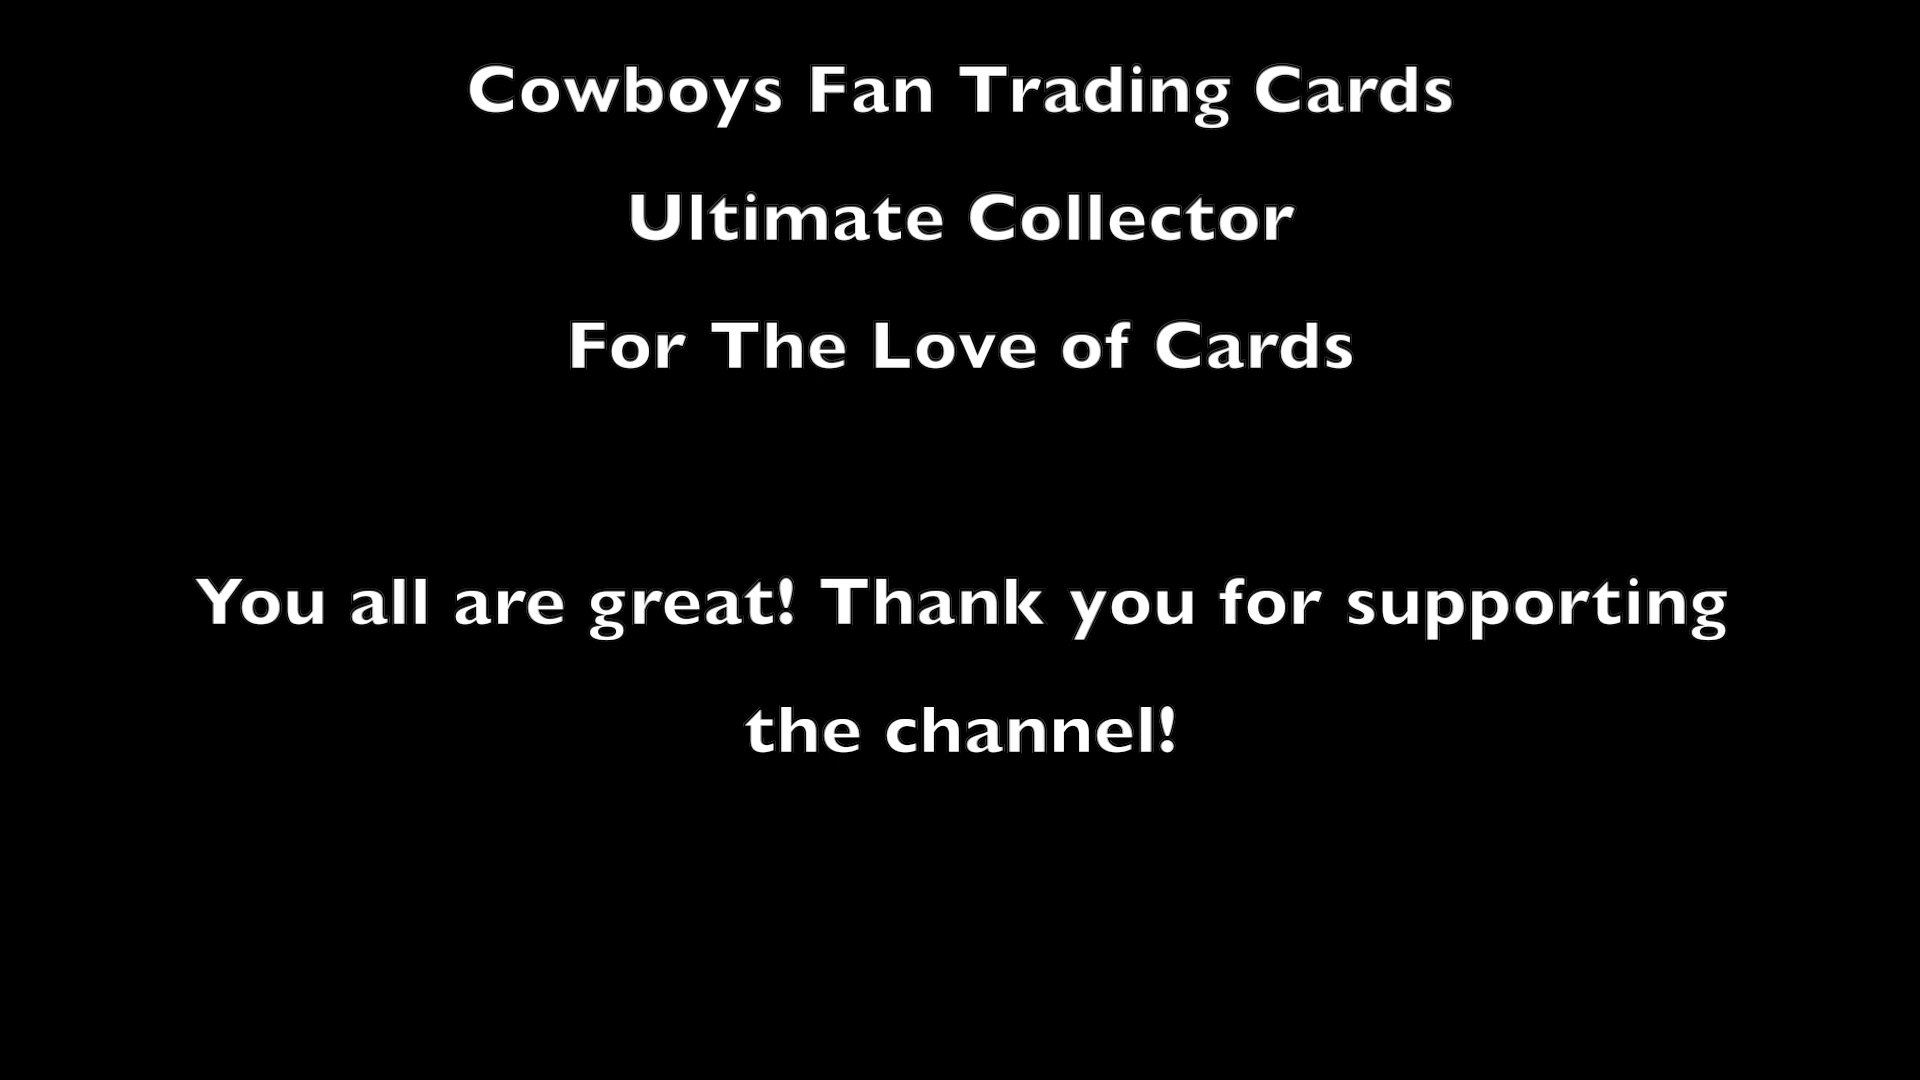 Cowboys Fan Trading Cards
Ultimate Collector
For The Love of Cards
You all are great! Thank you for supporting
the channel!